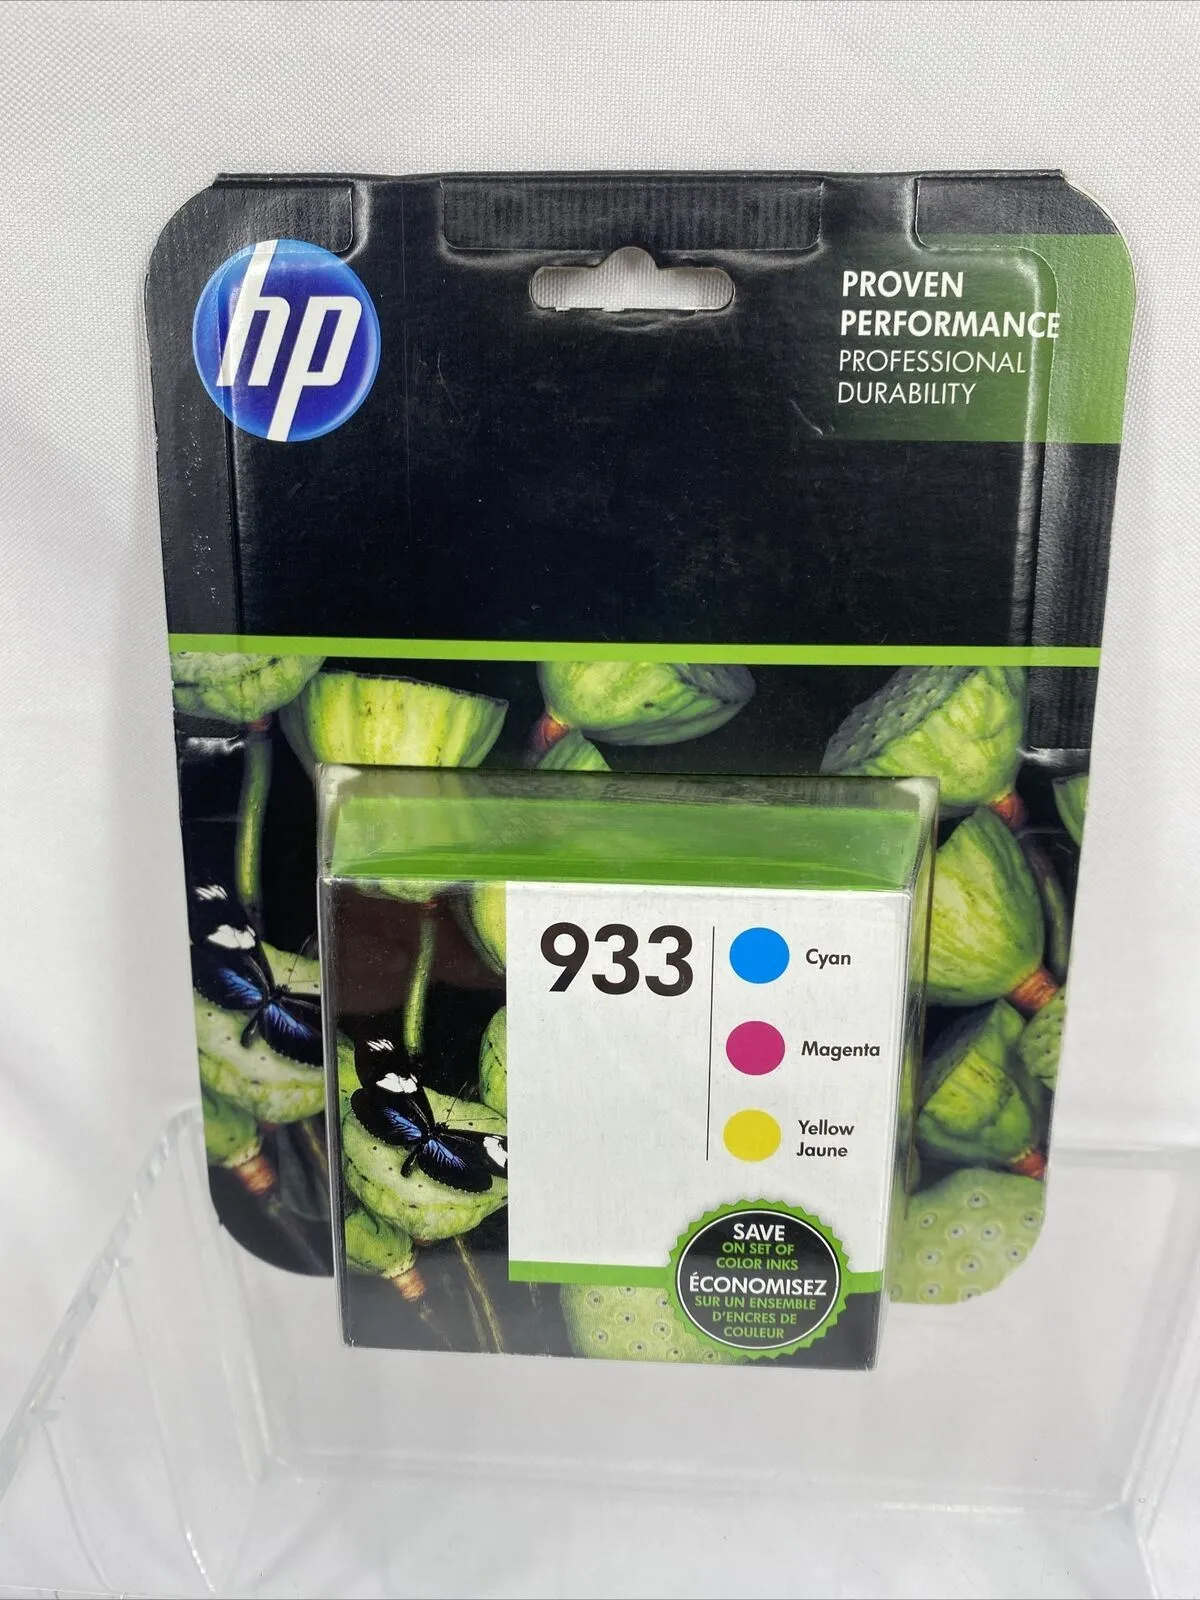 hp
PROVEN
PERFORMANCE
PROFESSIONAL
DURABILITY
933
Cyan
Magenta
Yellow
Jaune
SAVE
ON SET OF
COLOR INKS
ÉCONOMISEZ
SUR UN ENSEMBLE
D'ENCRES DE
COULEUR